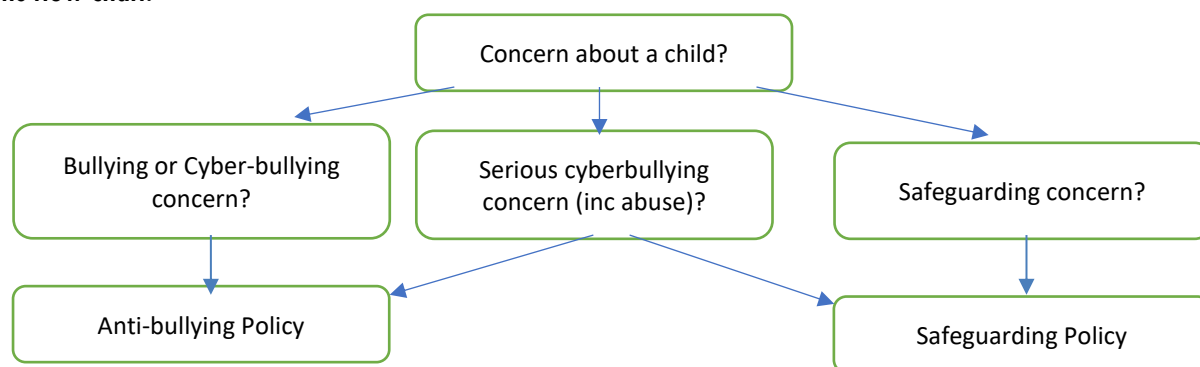 Concern about a child?
Bullying or Cyber-bullying
concern?
Serious cyberbullying
concern (inc abuse)?
Safeguarding concern?
Anti-bullying Policy
Safeguarding Policy